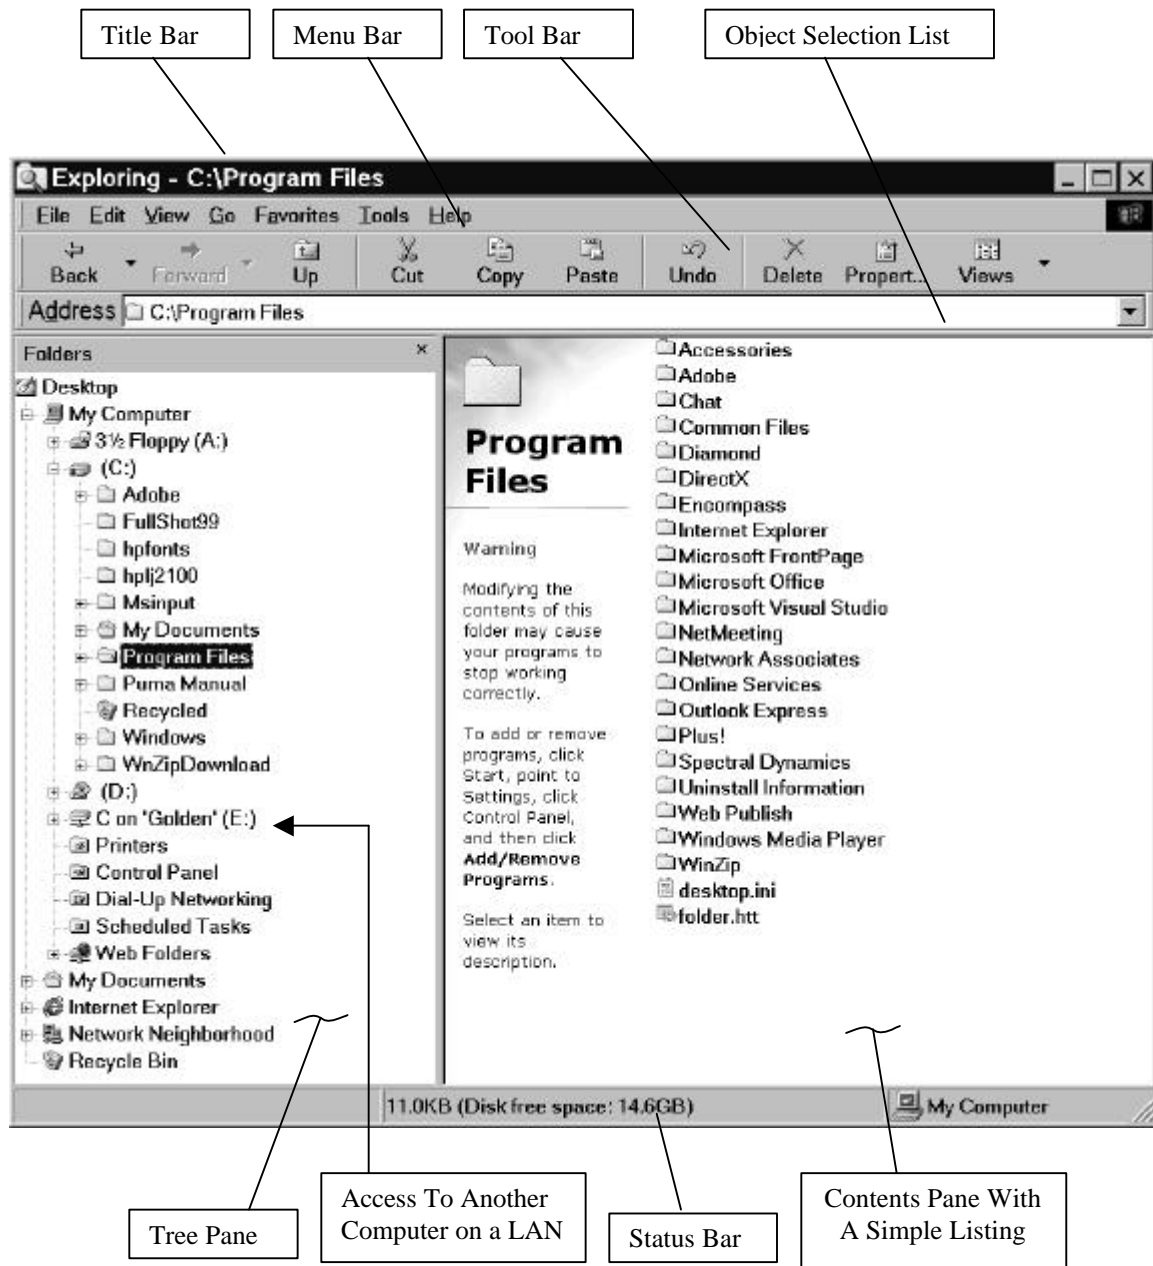 Title Bar
Menu Bar
Tool Bar
Object Selection List
Exploring - C:\Program Files
File Edit View Go Favorites Tools Help
Back Forward Up Cut Copy Paste Undo Delete Propert... Views
Address C:\Program Files
Folders
Desktop
My Computer
3½ Floppy (A:)
(C:)
Adobe
FullShot99
hpfonts
hplj2100
Msinput
My Documents
Program Files
Puma Manual
Recycled
Windows
WnZipDownload
(D:)
C on 'Golden' (E:)
Printers
Control Panel
Dial-Up Networking
Scheduled Tasks
Web Folders
My Documents
Internet Explorer
Network Neighborhood
Recycle Bin
Program
Files
Warning
Modifying the
contents of this
folder may cause
your programs to
stop working
correctly.
To add or remove
programs, click
Start, point to
Settings, click
Control Panel,
and then click
Add/Remove
Programs.
Select an item to
view its
description.
Accessories
Adobe
Chat
Common Files
Diamond
DirectX
Encompass
Internet Explorer
Microsoft FrontPage
Microsoft Office
Microsoft Visual Studio
NetMeeting
Network Associates
Online Services
Outlook Express
Plus!
Spectral Dynamics
Uninstall Information
Web Publish
Windows Media Player
WinZip
desktop.ini
folder.htt
11.0KB (Disk free space: 14.6GB)
My Computer
Tree Pane
Access To Another
Computer on a LAN
Status Bar
Contents Pane With
A Simple Listing